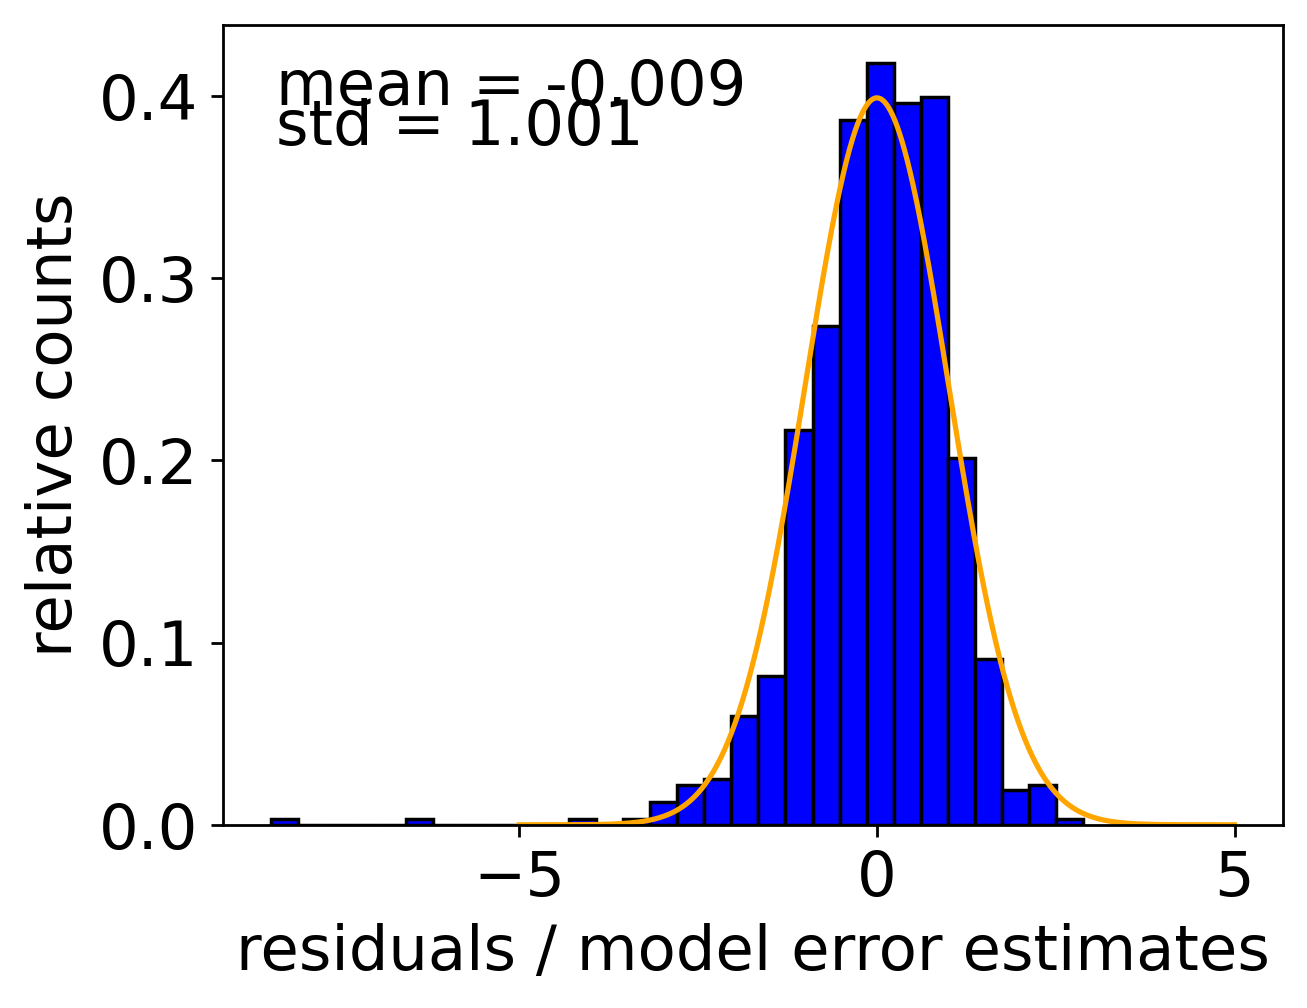 mean = -0.009
std = 1.001
0.4
0.3
0.2
0.1
0.0
relative counts
−5 0 5
residuals / model error estimates